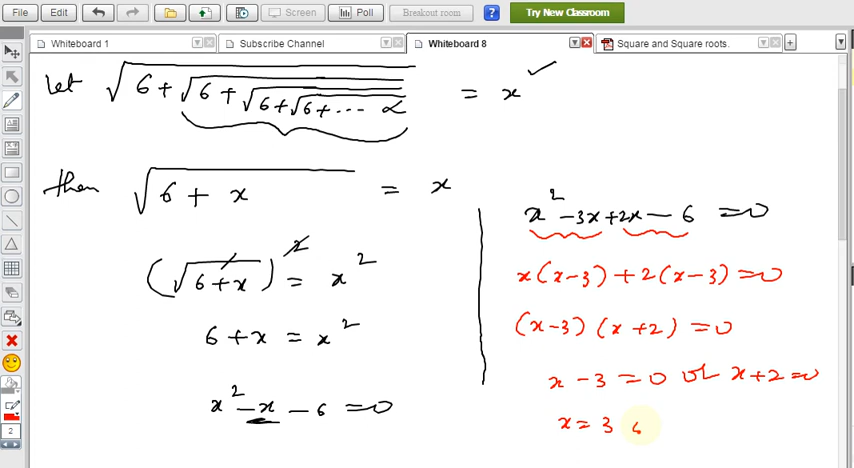 File Edit Screen Poll Breakout room ? Try New Classroom
Whiteboard 1 Subscribe Channel Whiteboard 8 Square and Square roots.
Let √(6 + √(6 + √(6 + √(6 + ... ∝)))) = x ✓
then √(6 + x) = x
(√(6 + x))² = x²
6 + x = x²
x² - x - 6 = 0
x² - 3x + 2x - 6 = 0
x(x-3) + 2(x-3) = 0
(x-3) (x+2) = 0
x - 3 = 0 or x + 2 = 0
x = 3
2